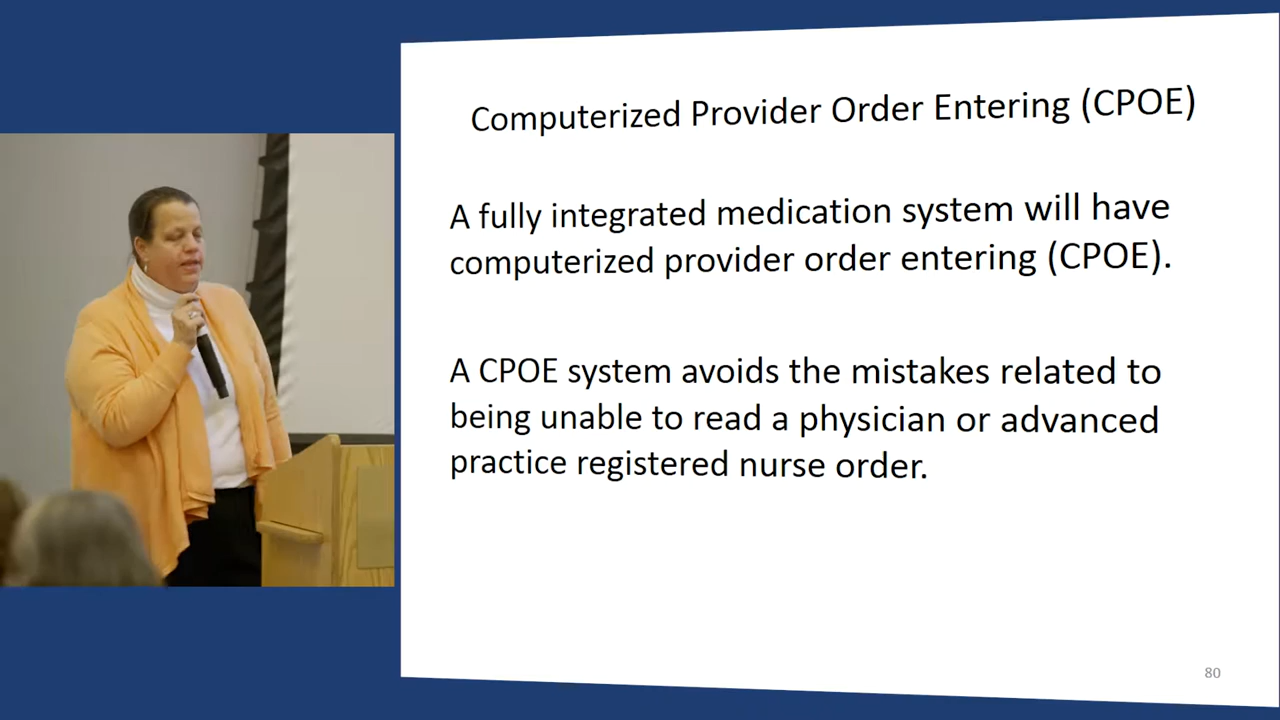 Computerized Provider Order Entering (CPOE)
A fully integrated medication system will have
computerized provider order entering (CPOE).
A CPOE system avoids the mistakes related to
being unable to read a physician or advanced
practice registered nurse order.
80